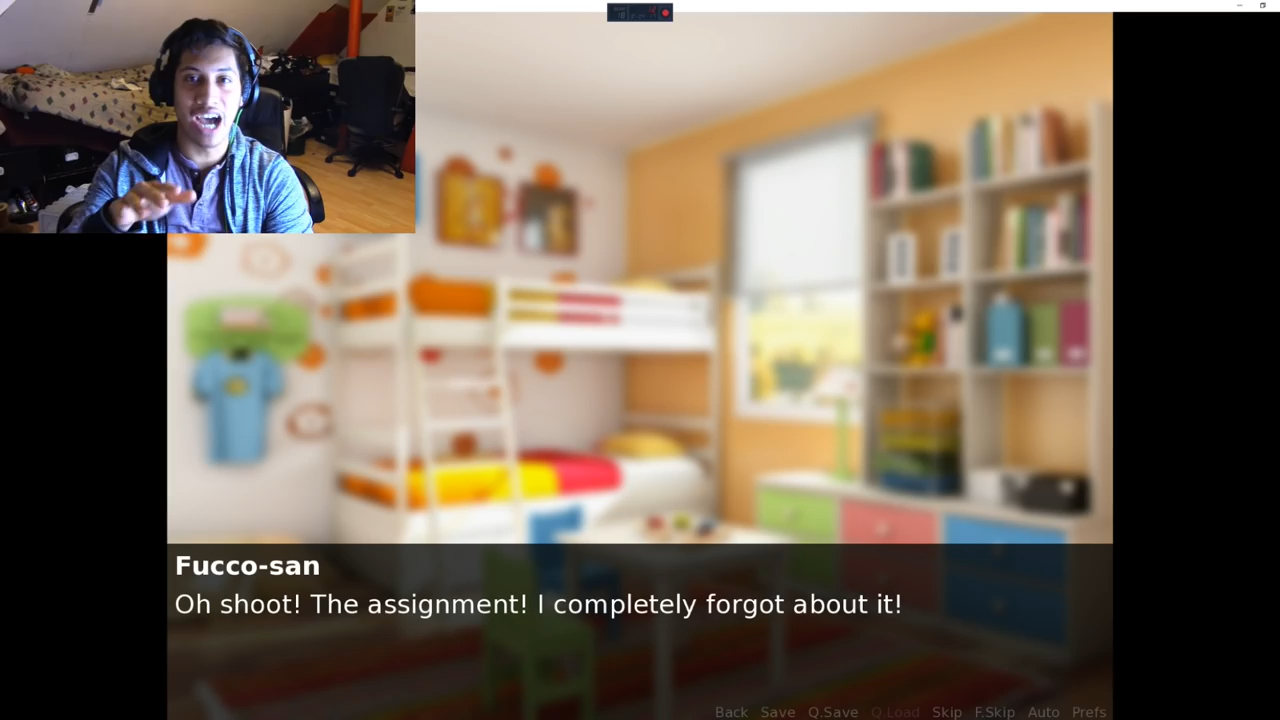 Fucco-san
Oh shoot! The assignment! I completely forgot about it!
Back Save Q.Save Q.Load Skip F.Skip Auto Prefs